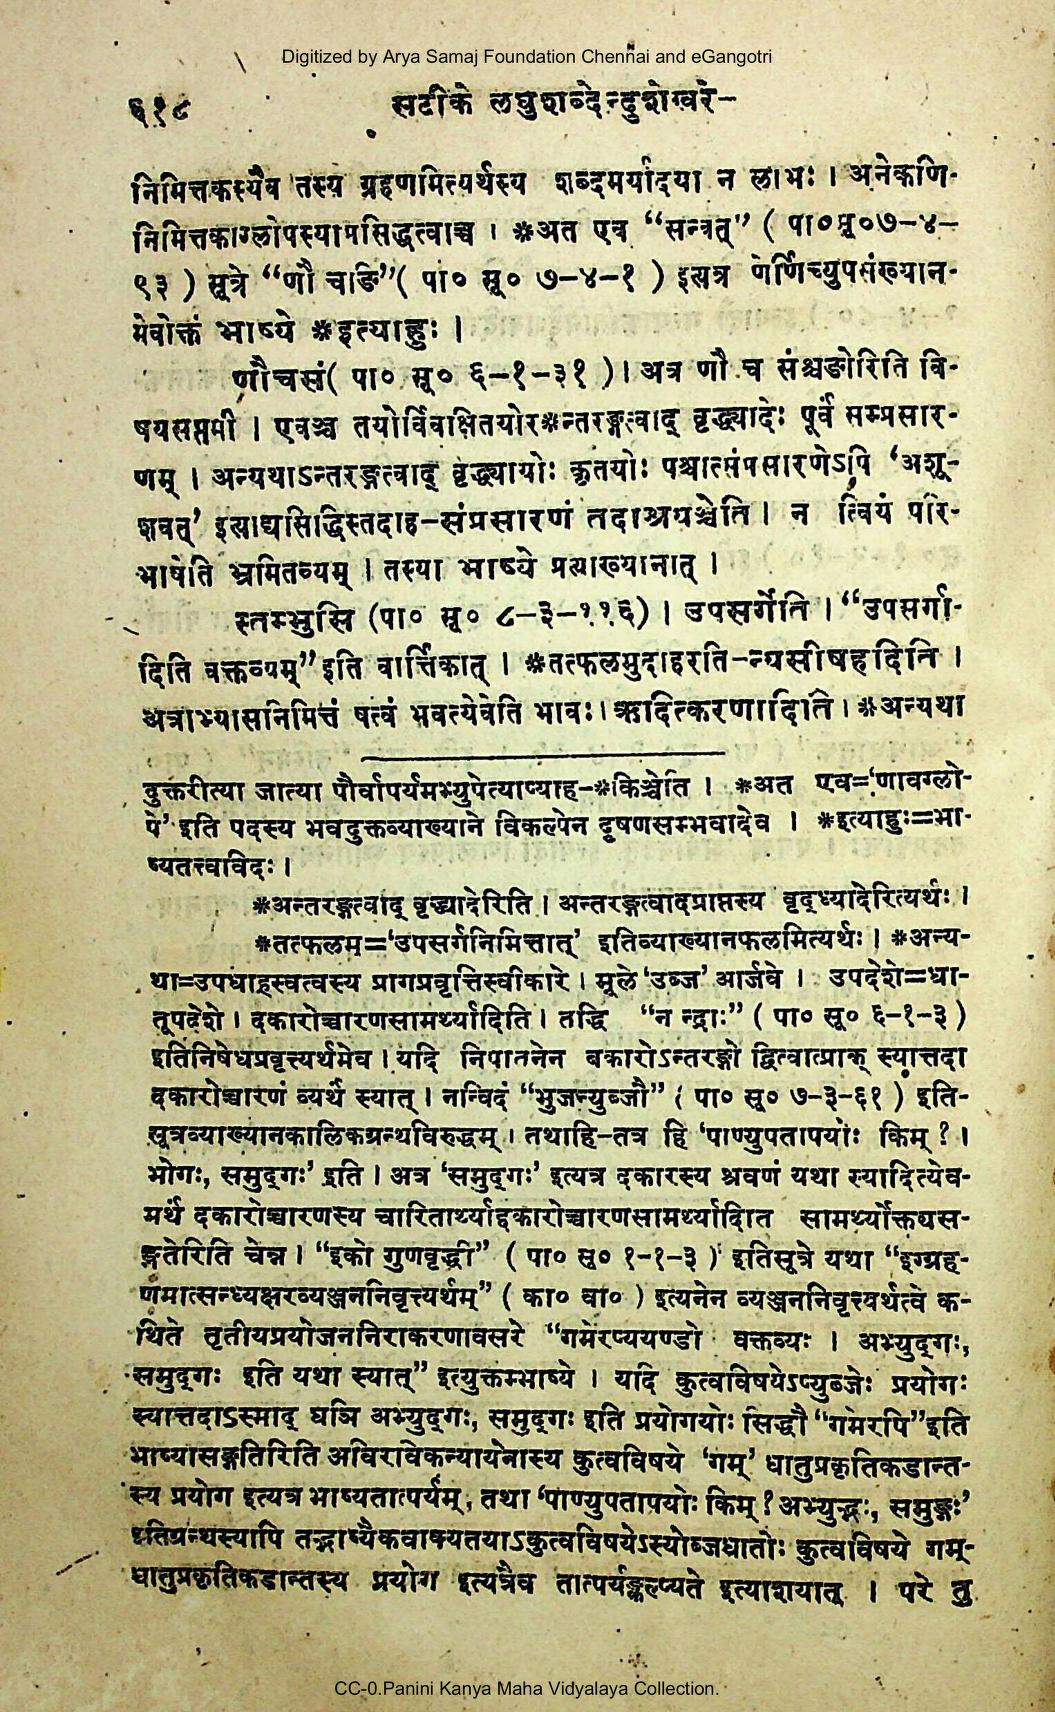 Digitized by Arya Samaj Foundation Chennai and eGangotri
६१८ सटीके लघुशब्देन्दुशेखरे-
निमित्तकस्यैव तस्य ग्रहणमित्यर्थस्य शब्दमर्यादया न लाभः । अनेकणि-
निमित्तकाग्लोपस्याप्रसिद्धत्वाच्च । *अत एव “सन्वत्” ( पा०सू०७-४-
९३ ) सूत्रे “णौ चङि”( पा० सू० ७-४-१ ) इत्यत्र णेर्णिच्युपसंख्यान-
मेवोक्तं भाष्ये *इत्याहुः ।
णौचसं( पा० सू० ६-१-३१ )। अत्र णौ च संश्चङोरिति वि-
षयसप्तमी । एवञ्च तयोर्विवक्षितयोर*न्तरङ्गत्वाद् वृद्ध्यादेः पूर्वं सम्प्रसार-
णम् । अन्यथाऽन्तरङ्गत्वाद् वृद्ध्यायोः कृतयोः पश्चात्संप्रसारणेऽपि ‘अशू-
शवत्’ इत्याद्यसिद्धिस्तदाह-संप्रसारणं तदाश्रयञ्चेति । न त्वियं परि-
भाषेति भ्रमितव्यम् । तस्या भाष्ये प्रत्याख्यानात् ।
स्तम्भुसि (पा० सू० ८-३-११६) । उपसर्गेति । “उपसर्गा-
दिति वक्तव्यम्” इति वार्त्तिकात् । *तत्फलमुदाहरति-न्यसीषहदिति ।
अत्राभ्यासनिमित्तं षत्वं भवत्येवेति भावः। ऋदित्करणादिति । *अन्यथा
वुक्तरीत्या जात्या पौर्वापर्यमभ्युपेत्याप्याह-*किञ्चेति । *अत एव=‘णावग्लो-
पे’ इति पदस्य भवदुक्तव्याख्याने विकल्पेन दूषणसम्भवादेव । *इत्याहुः=भा-
ष्यतत्त्वाविदः ।
*अन्तरङ्गत्वाद् वृद्ध्यादेरिति । अन्तरङ्गत्वादप्राप्तस्य वृद्ध्यादेरित्यर्थः ।
*तत्फलम्=‘उपसर्गनिमित्तात्’ इतिव्याख्यानफलमित्यर्थः । *अन्य-
था=उपधाह्रस्वत्वस्य प्रागप्रवृत्तिस्वीकारे । मूले ‘उब्ज’ आर्जवे । उपदेशे=धा-
तूपदेशे । दकारोच्चारणसामर्थ्यादिति । तद्धि “न न्द्राः” ( पा० सू० ६-१-३ )
इतिनिषेधप्रवृत्त्यर्थमेव । यदि निपातनेन बकारोऽन्तरङ्गो द्वित्वात्प्राक् स्यात्तदा
दकारोच्चारणं व्यर्थं स्यात् । नन्विदं “भुजन्युब्जौ” ( पा० सू० ७-३-६१ ) इति-
सूत्रव्याख्यानकालिकग्रन्थविरुद्धम् । तथाहि-तत्र हि ‘पाण्युपतापयोः किम् ? ।
भोगः, समुद्गः’ इति । अत्र ‘समुद्गः’ इत्यत्र दकारस्य श्रवणं यथा स्यादित्येव-
मर्थं दकारोच्चारणस्य चारितार्थ्याद्दकारोच्चारणसामर्थ्यादिति सामर्थ्योक्त्यस-
ङ्गतेरिति चेन्न । “इको गुणवृद्धी” ( पा० सू० १-१-३ ) इतिसूत्रे यथा “इग्ग्रह-
णमात्सन्ध्यक्षरव्यञ्जननिवृत्त्यर्थम्” ( का० वा० ) इत्यनेन व्यञ्जननिवृत्त्यर्थत्वे क-
थिते तृतीयप्रयोजननिराकरणावसरे “गमेरप्ययण्डो वक्तव्यः । अभ्युद्गः,
समुद्गः इति यथा स्यात्” इत्युक्तम्भाष्ये । यदि कुत्वविषयेऽप्युब्जेः प्रयोगः
स्यात्तदाऽस्माद् घञि अभ्युद्गः, समुद्गः इति प्रयोगयोः सिद्धौ “गमेरपि”इति
भाष्यासङ्गतिरिति अविरविकन्यायेनास्य कुत्वविषये ‘गम्’ धातुप्रकृतिकडान्त-
स्य प्रयोग इत्यत्र भाष्यतात्पर्यम्, तथा ‘पाण्युपतापयोः किम् ? अभ्युद्गः, समुद्गः’
इतिग्रन्थस्यापि तद्भाष्यैकवाक्यतयाऽकुत्वविषयेऽस्योब्जधातोः कुत्वविषये गम्-
धातुप्रकृतिकडान्तस्य प्रयोग इत्यत्रैव तात्पर्यङ्कल्प्यते इत्याशयात् । परे तु
CC-0.Panini Kanya Maha Vidyalaya Collection.